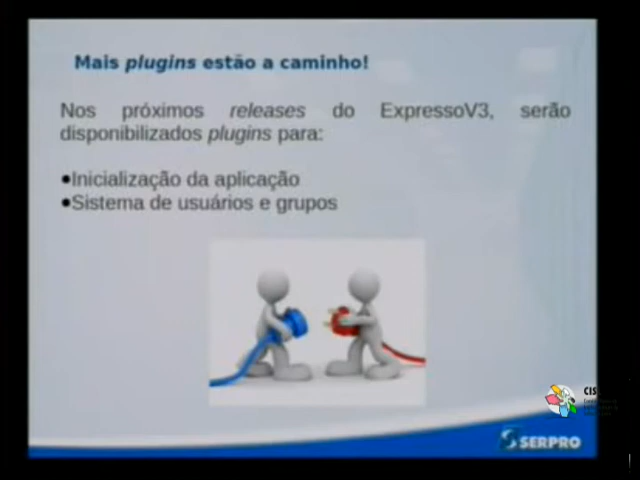 Mais plugins estão a caminho!
Nos próximos releases do ExpressoV3, serão
disponibilizados plugins para:
●Inicialização da aplicação
●Sistema de usuários e grupos
CIS
SERPRO